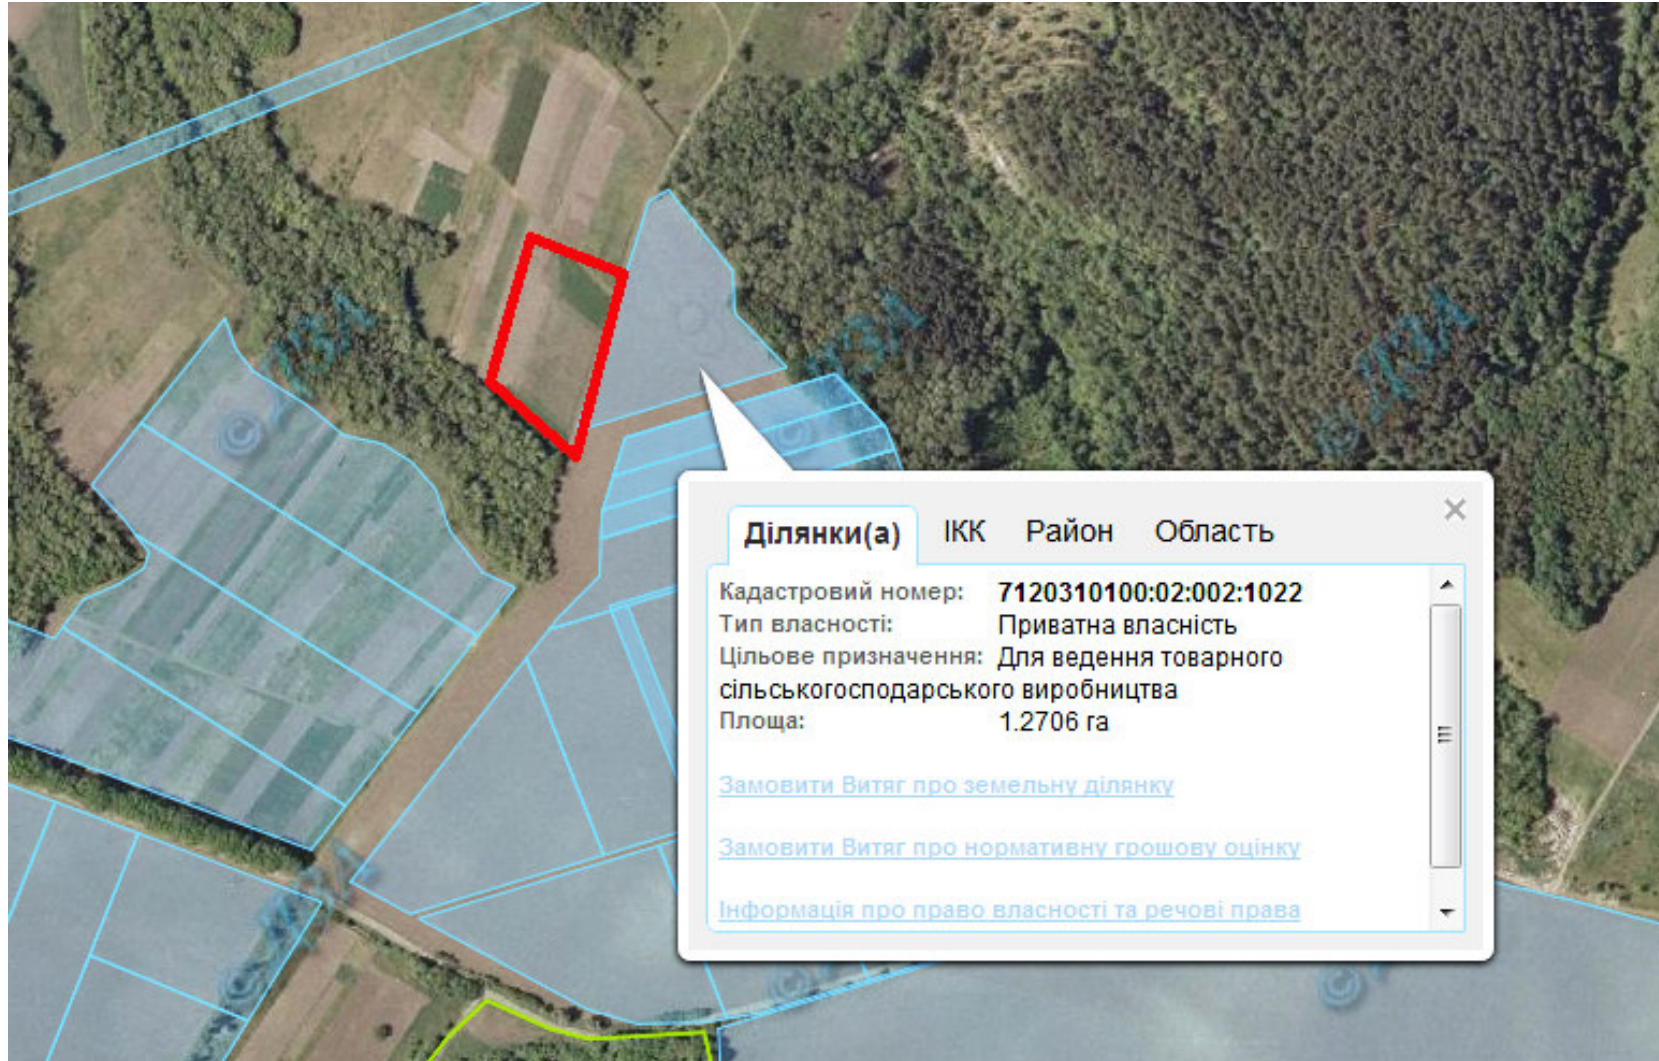 Ділянки(а) ІКК Район Область
Кадастровий номер: 7120310100:02:002:1022
Тип власності: Приватна власність
Цільове призначення: Для ведення товарного
сільськогосподарського виробництва
Площа: 1.2706 га
Замовити Витяг про земельну ділянку
Замовити Витяг про нормативну грошову оцінку
Інформація про право власності та речові права